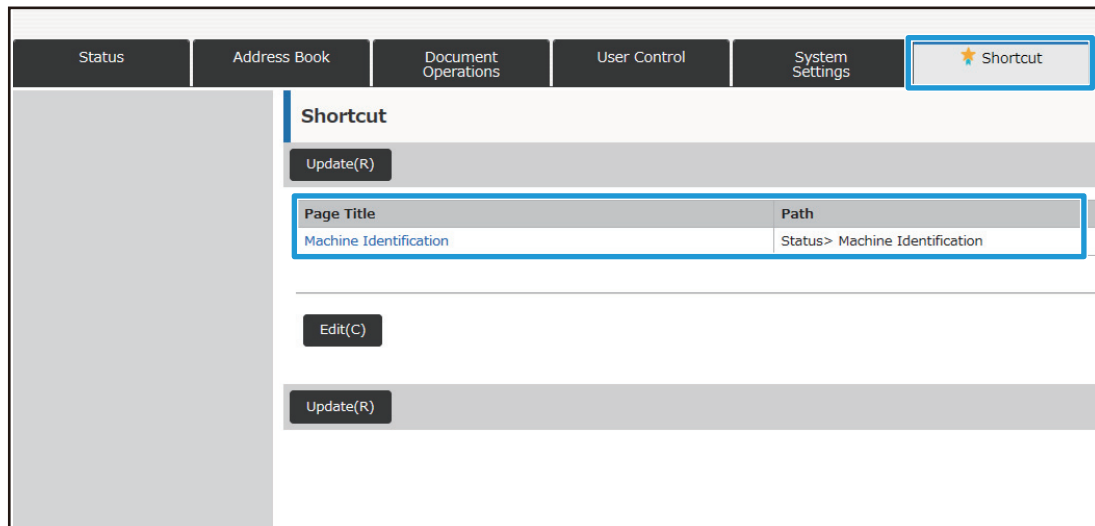 Status
Address Book
Document
Operations
User Control
System
Settings
Shortcut
Shortcut
Update(R)
Page Title Path
Machine Identification Status> Machine Identification
Edit(C)
Update(R)